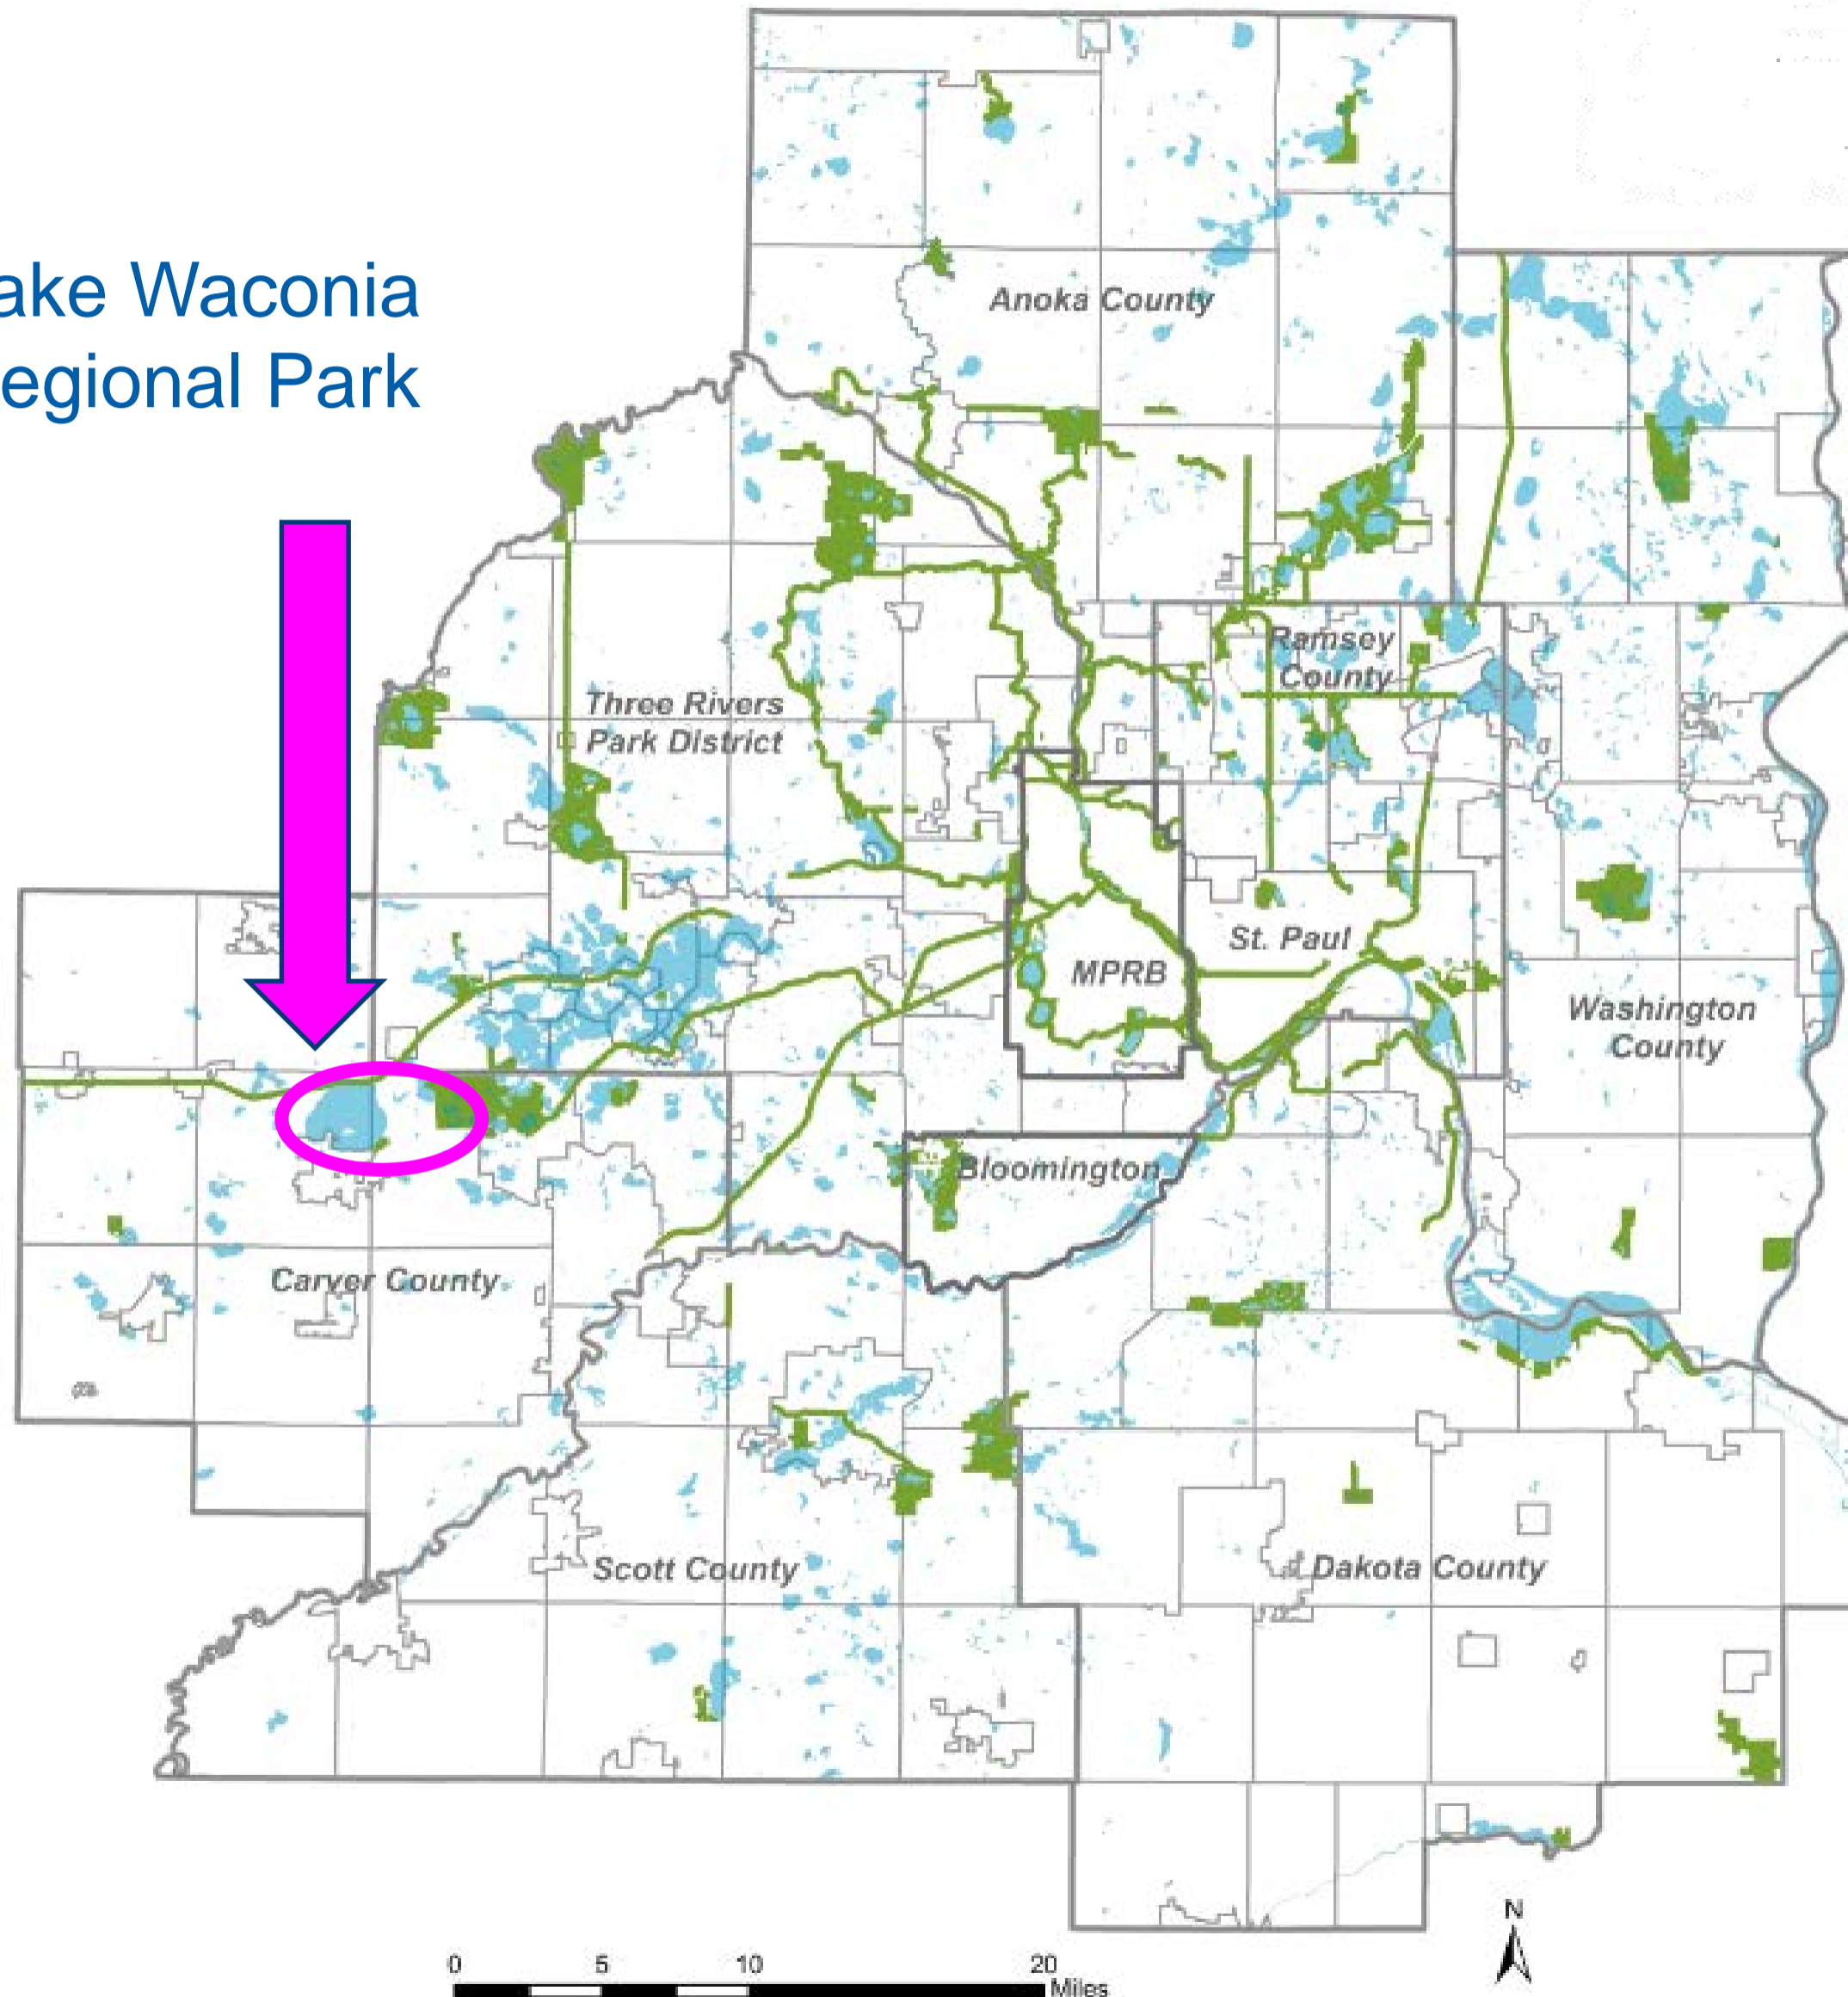 ake Waconia
egional Park
Anoka County
Ramsey
County
Three Rivers
Park District
St. Paul
MPRB
Washington
County
Bloomington
Carver County
Scott County
Dakota County
N
0 5 10 20
Miles